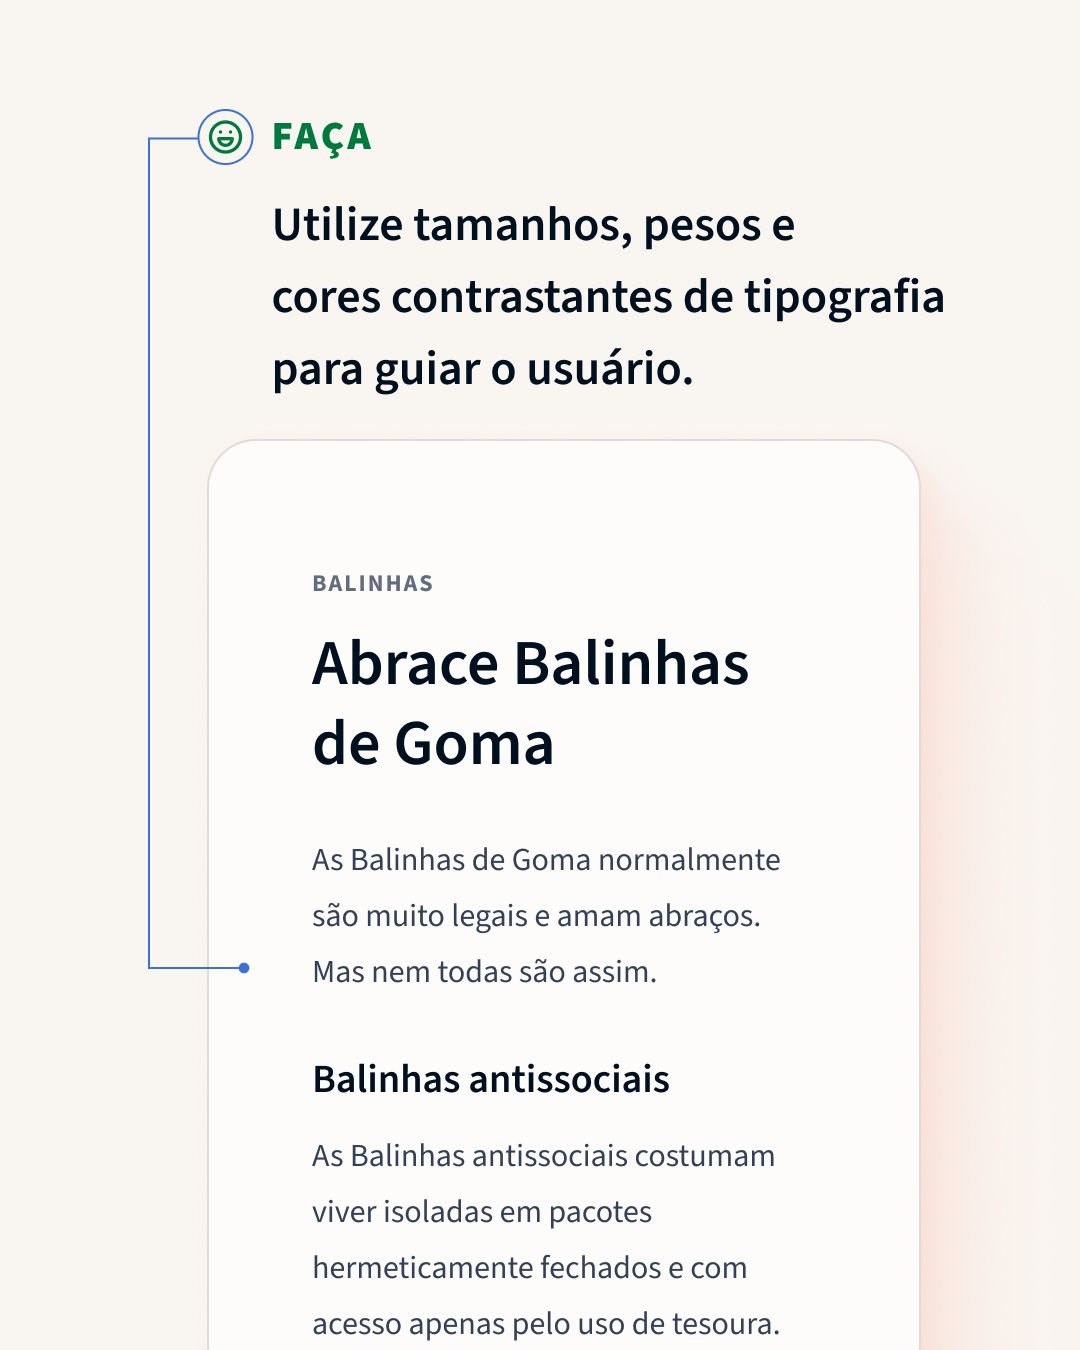 FAÇA
Utilize tamanhos, pesos e
cores contrastantes de tipografia
para guiar o usuário.
BALINHAS
Abrace Balinhas
de Goma
As Balinhas de Goma normalmente
são muito legais e amam abraços.
Mas nem todas são assim.
Balinhas antissociais
As Balinhas antissociais costumam
viver isoladas em pacotes
hermeticamente fechados e com
acesso apenas pelo uso de tesoura.